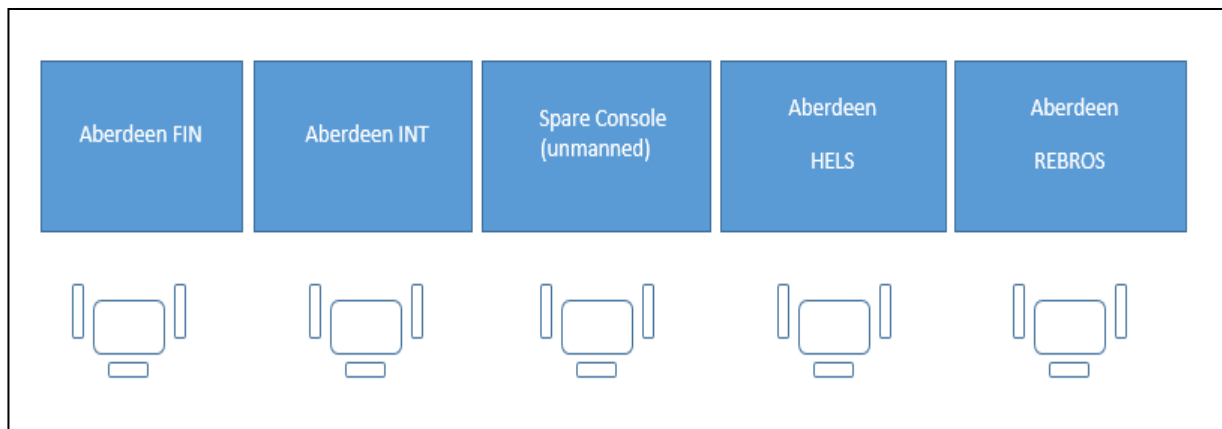 Aberdeen FIN
Aberdeen INT
Spare Console
(unmanned)
Aberdeen
HELS
Aberdeen
REBROS